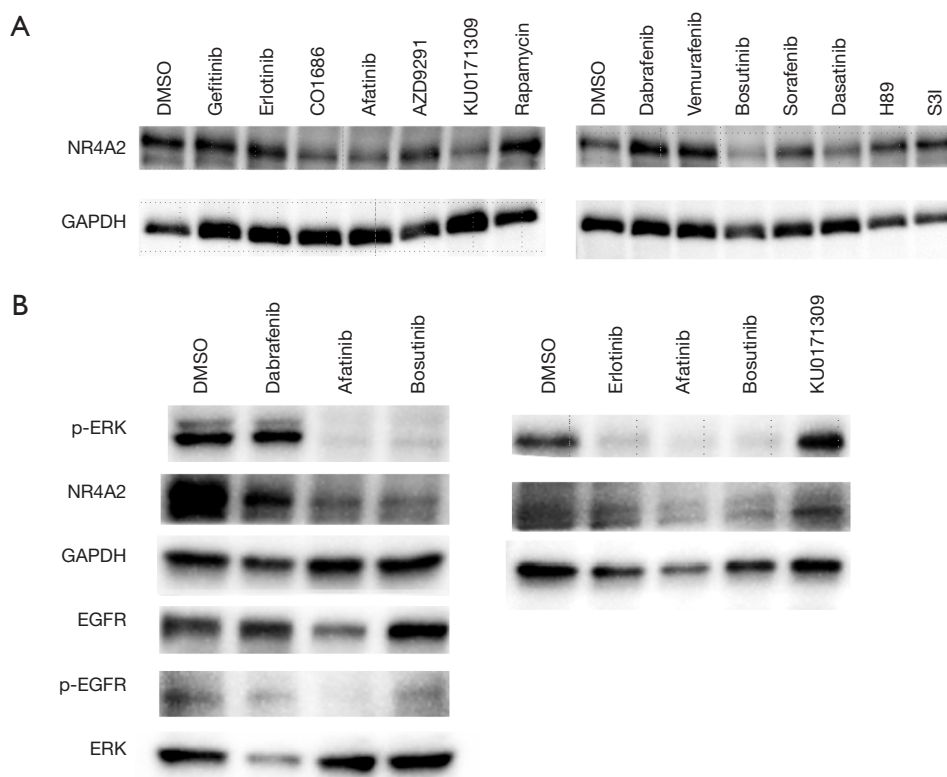 A
DMSO Gefitinib Erlotinib CO1686 Afatinib AZD9291 KU0171309 Rapamycin
DMSO Dabrafenib Vemurafenib Bosutinib Sorafenib Dasatinib H89 S3I
NR4A2
GAPDH
B
DMSO Dabrafenib Afatinib Bosutinib
DMSO Erlotinib Afatinib Bosutinib KU0171309
p-ERK
NR4A2
GAPDH
EGFR
p-EGFR
ERK